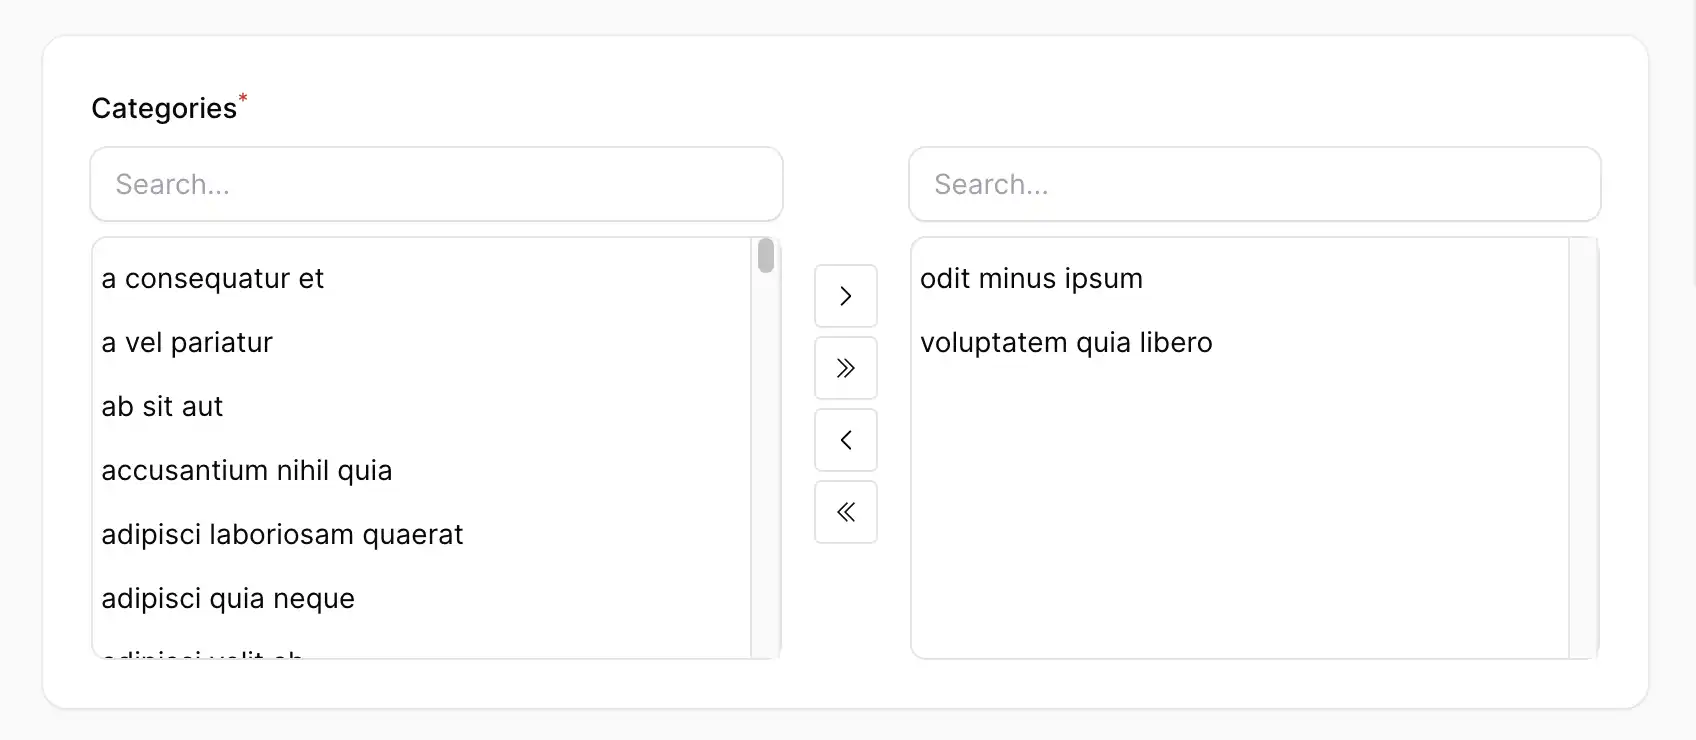 Categories*
Search...
a consequatur et
a vel pariatur
ab sit aut
accusantium nihil quia
adipisci laboriosam quaerat
adipisci quia neque
Search...
odit minus ipsum
voluptatem quia libero